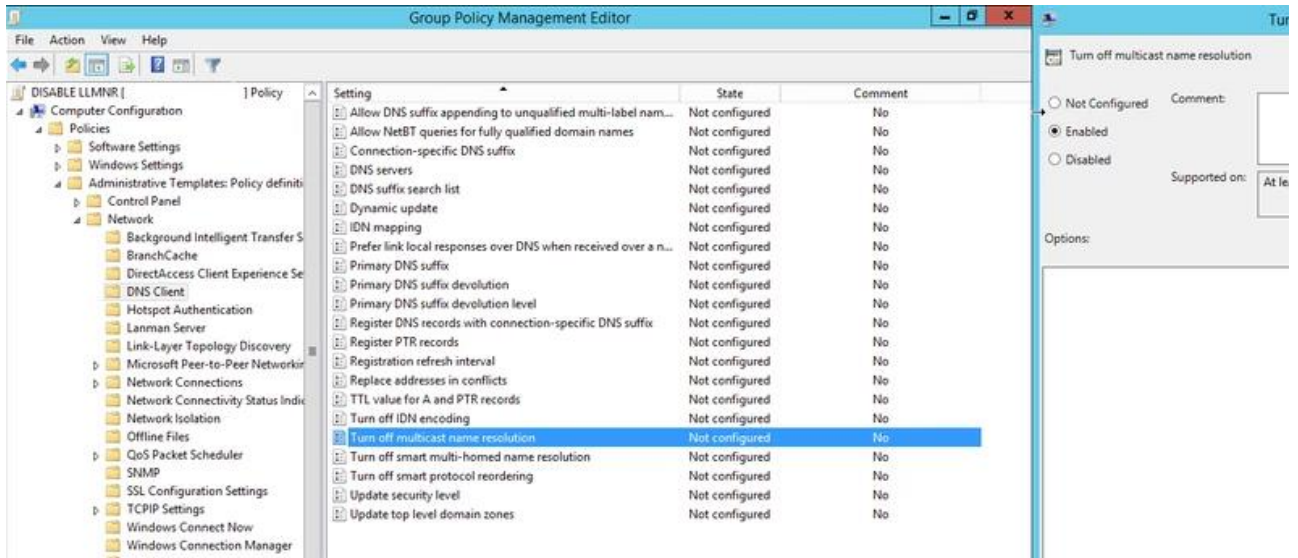 Group Policy Management Editor
File Action View Help
DISABLE LLMNR [ ] Policy
Computer Configuration
Policies
Software Settings
Windows Settings
Administrative Templates: Policy definiti
Control Panel
Network
Background Intelligent Transfer S
BranchCache
DirectAccess Client Experience Se
DNS Client
Hotspot Authentication
Lanman Server
Link-Layer Topology Discovery
Microsoft Peer-to-Peer Networkin
Network Connections
Network Connectivity Status Indic
Network Isolation
Offline Files
QoS Packet Scheduler
SNMP
SSL Configuration Settings
TCPIP Settings
Windows Connect Now
Windows Connection Manager
Setting State Comment
Allow DNS suffix appending to unqualified multi-label nam... Not configured No
Allow NetBT queries for fully qualified domain names Not configured No
Connection-specific DNS suffix Not configured No
DNS servers Not configured No
DNS suffix search list Not configured No
Dynamic update Not configured No
IDN mapping Not configured No
Prefer link local responses over DNS when received over a n... Not configured No
Primary DNS suffix Not configured No
Primary DNS suffix devolution Not configured No
Primary DNS suffix devolution level Not configured No
Register DNS records with connection-specific DNS suffix Not configured No
Register PTR records Not configured No
Registration refresh interval Not configured No
Replace addresses in conflicts Not configured No
TTL value for A and PTR records Not configured No
Turn off IDN encoding Not configured No
Turn off multicast name resolution Not configured No
Turn off smart multi-homed name resolution Not configured No
Turn off smart protocol reordering Not configured No
Update security level Not configured No
Update top level domain zones Not configured No
Tur
Turn off multicast name resolution
Not Configured Comment:
Enabled
Disabled
Supported on: At lea
Options: